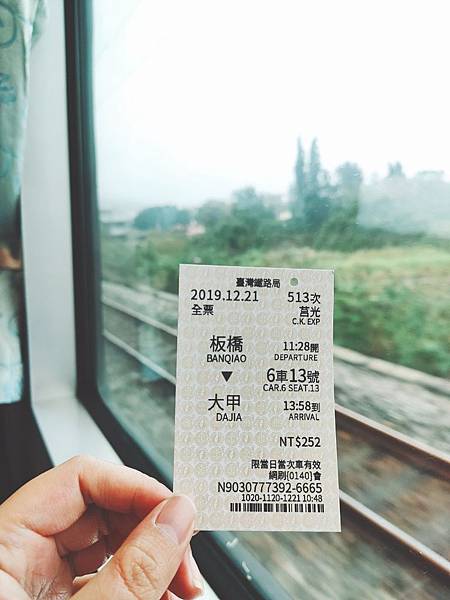 臺灣鐵路局
2019.12.21 513次
全票 莒光
C.K. EXP
板橋 11:28開
BANQIAO DEPARTURE
▼ 6車13號
CAR.6 SEAT.13
大甲 13:58到
DAJIA ARRIVAL
NT$252
限當日當次車有效
網刷[0140]會
N9030777392-6665
1020-1120-1221 10:48